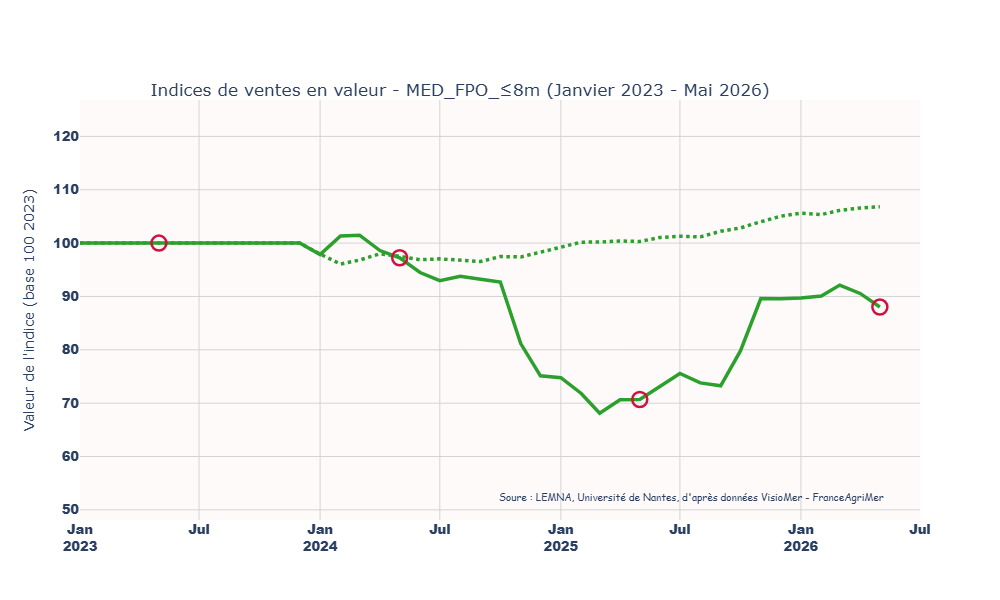 Indices de ventes en valeur - MED_FPO_≤8m (Janvier 2023 - Mai 2026)
Valeur de l'indice (base 100 2023)
120
110
100
90
80
70
60
50
Soure : LEMNA, Université de Nantes, d'après données VisioMer - FranceAgriMer
Jan Jul Jan Jul Jan Jul Jan Jul
2023 2024 2025 2026